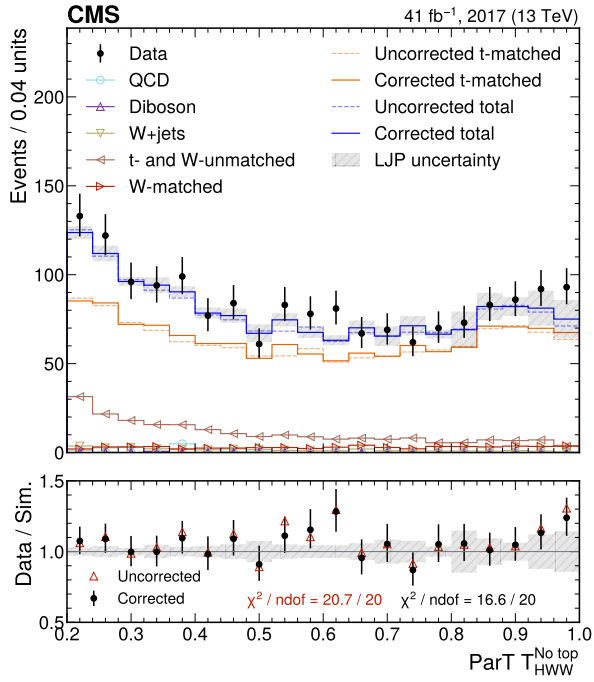 CMS 41 fb⁻¹, 2017 (13 TeV)
Events / 0.04 units
200
150
100
50
0
Data
QCD
Diboson
W+jets
t- and W-unmatched
W-matched
Uncorrected t-matched
Corrected t-matched
Uncorrected total
Corrected total
LJP uncertainty
Data / Sim.
1.5
1.0
0.5
Uncorrected
Corrected
χ² / ndof = 20.7 / 20 χ² / ndof = 16.6 / 20
0.2 0.3 0.4 0.5 0.6 0.7 0.8 0.9 1.0
ParT T_HWW^No top